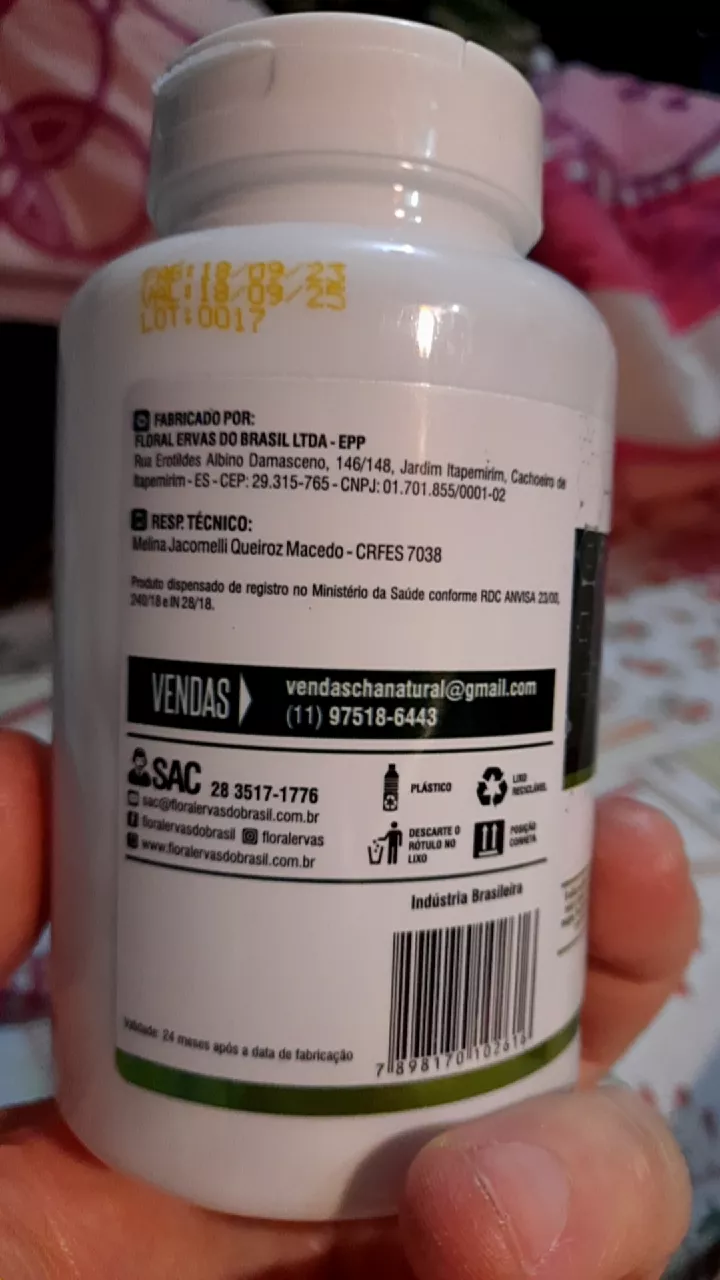 FAB:18/09/23
VAL:18/09/25
LOT:0017
FABRICADO POR:
FLORAL ERVAS DO BRASIL LTDA - EPP
Rua Erotildes Albino Damasceno, 146/148, Jardim Itapemirim, Cachoeiro de
Itapemirim - ES - CEP: 29.315-765 - CNPJ: 01.701.855/0001-02
RESP. TÉCNICO:
Melina Jacomelli Queiroz Macedo - CRFES 7038
Produto dispensado de registro no Ministério da Saúde conforme RDC ANVISA 23/00,
240/18 e IN 28/18.
VENDAS
vendaschanatural@gmail.com
(11) 97518-6443
SAC 28 3517-1776
sac@floralervasdobrasil.com.br
floralervasdobrasil floralervas
www.floralervasdobrasil.com.br
PLÁSTICO
LIXO
RECICLÁVEL
DESCARTE O
RÓTULO NO
LIXO
POSIÇÃO
CORRETA
Indústria Brasileira
Validade: 24 meses após a data de fabricação
7 898170 102616